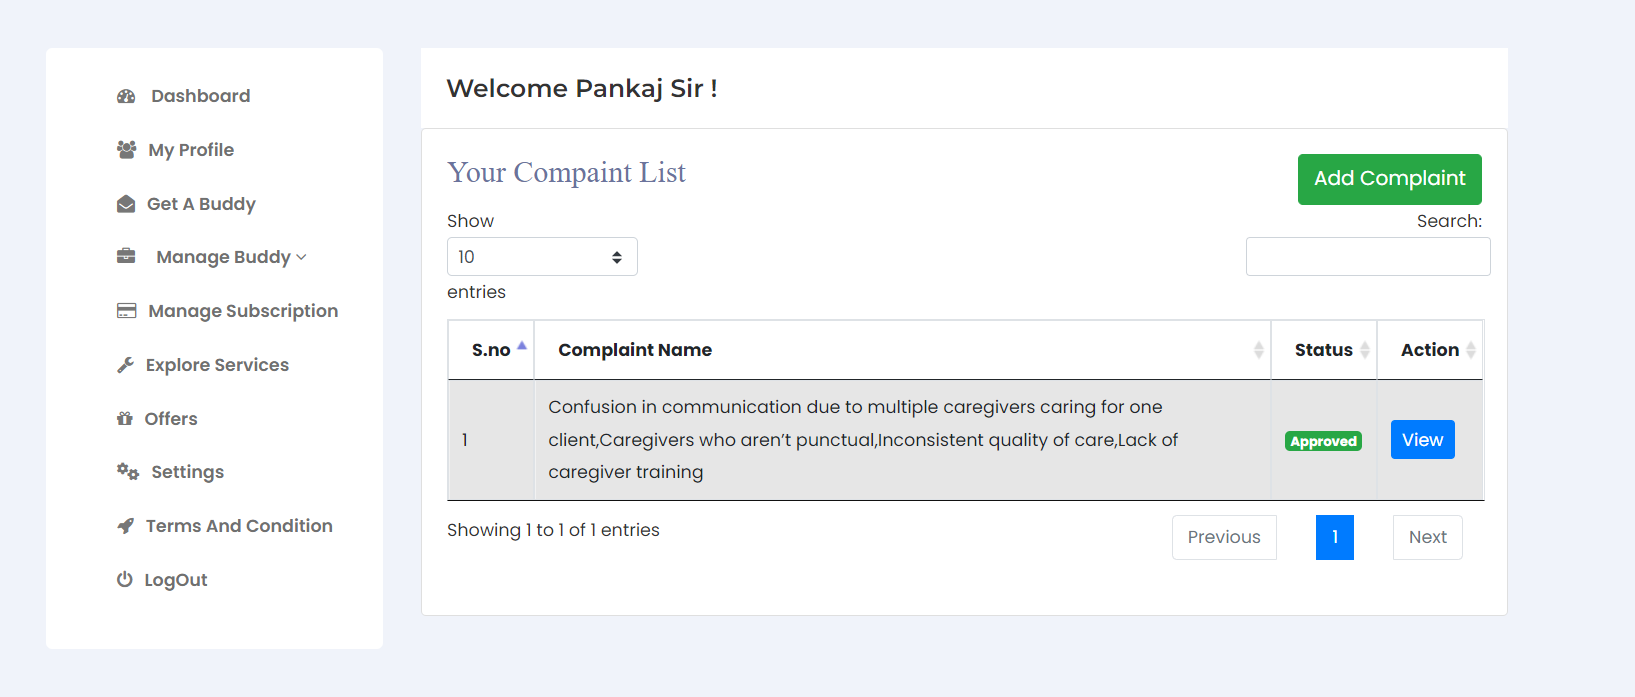 Dashboard
My Profile
Get A Buddy
Manage Buddy
Manage Subscription
Explore Services
Offers
Settings
Terms And Condition
LogOut
Welcome Pankaj Sir !
Your Compaint List
Add Complaint
Show
10
entries
Search:
S.no Complaint Name Status Action
1
Confusion in communication due to multiple caregivers caring for one
client,Caregivers who aren’t punctual,Inconsistent quality of care,Lack of
caregiver training
Approved
View
Showing 1 to 1 of 1 entries
Previous 1 Next